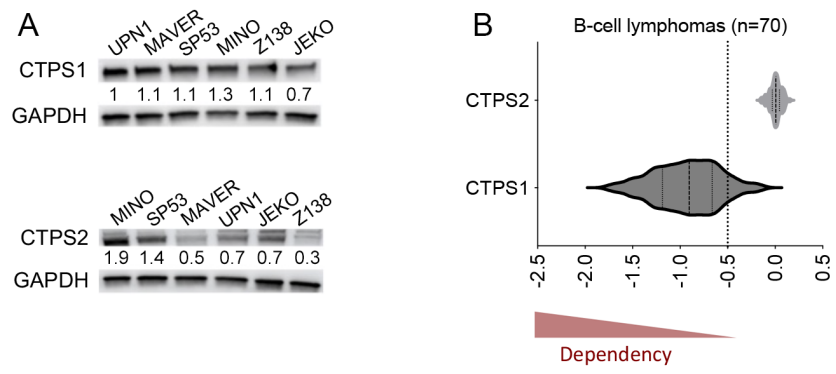 A
UPN1 MAVER SP53 MINO Z138 JEKO
CTPS1
1 1.1 1.1 1.3 1.1 0.7
GAPDH
MINO SP53 MAVER UPN1 JEKO Z138
CTPS2
1.9 1.4 0.5 0.7 0.7 0.3
GAPDH
B
B-cell lymphomas (n=70)
CTPS2
CTPS1
-2.5 -2.0 -1.5 -1.0 -0.5 0.0 0.5
Dependency